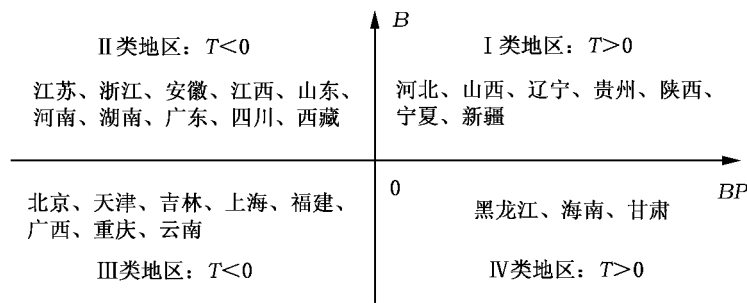 B
Ⅱ类地区：T<0
Ⅰ类地区：T>0
江苏、浙江、安徽、江西、山东、
河南、湖南、广东、四川、西藏
河北、山西、辽宁、贵州、陕西、
宁夏、新疆
0
BP
北京、天津、吉林、上海、福建、
广西、重庆、云南
黑龙江、海南、甘肃
Ⅲ类地区：T<0
Ⅳ类地区：T>0